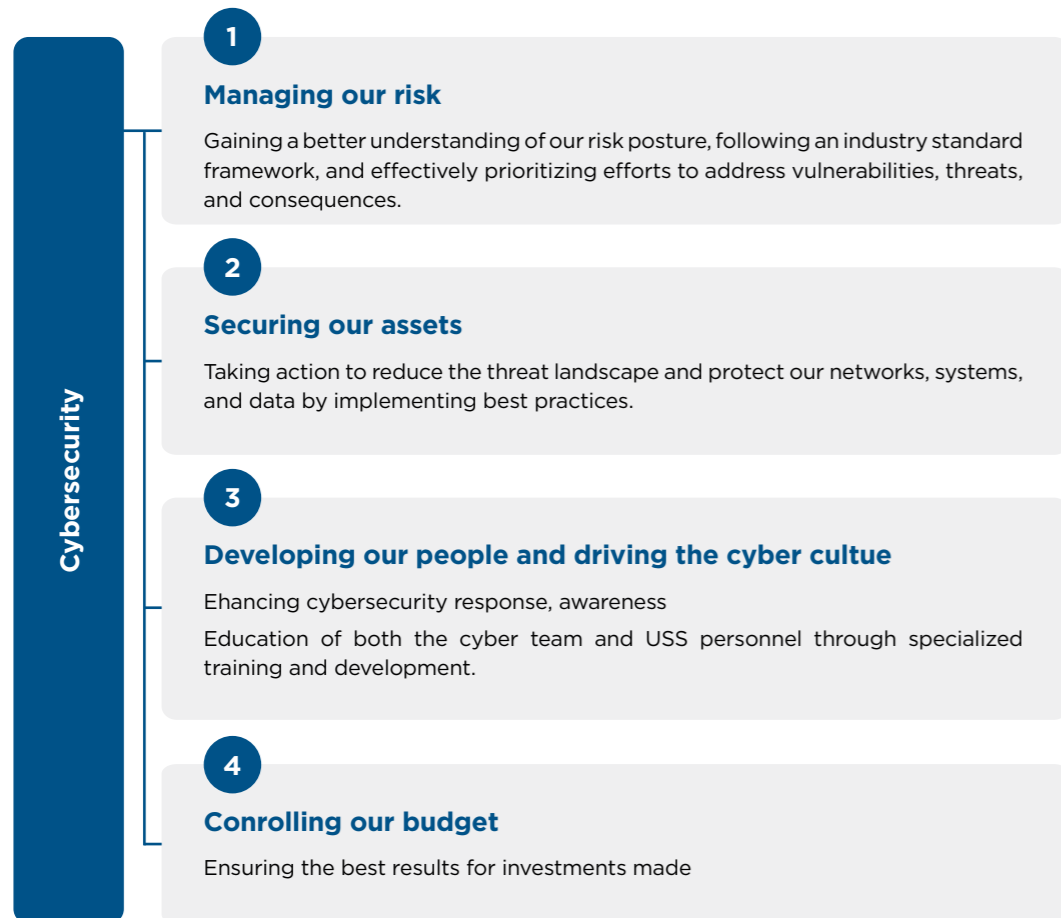 Cybersecurity
1
Managing our risk
Gaining a better understanding of our risk posture, following an industry standard
framework, and effectively prioritizing efforts to address vulnerabilities, threats,
and consequences.
2
Securing our assets
Taking action to reduce the threat landscape and protect our networks, systems,
and data by implementing best practices.
3
Developing our people and driving the cyber cultue
Ehancing cybersecurity response, awareness
Education of both the cyber team and USS personnel through specialized
training and development.
4
Conrolling our budget
Ensuring the best results for investments made